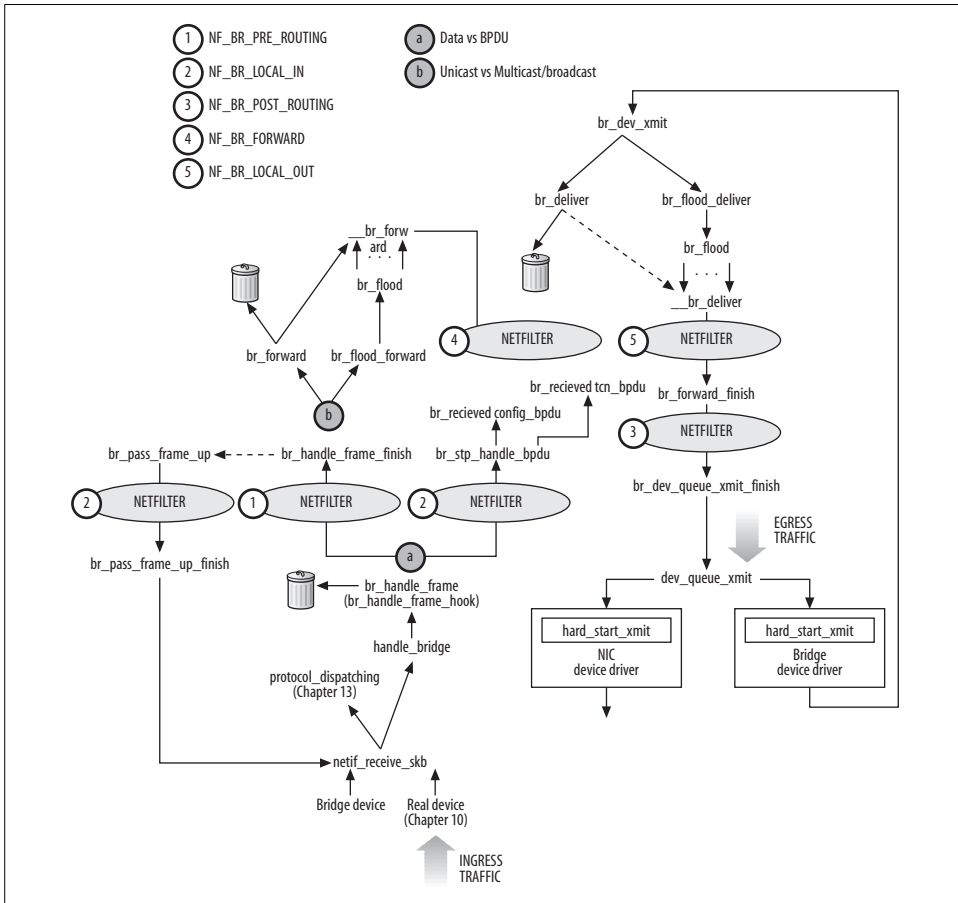 1 NF_BR_PRE_ROUTING
2 NF_BR_LOCAL_IN
3 NF_BR_POST_ROUTING
4 NF_BR_FORWARD
5 NF_BR_LOCAL_OUT
a Data vs BPDU
b Unicast vs Multicast/broadcast
br_dev_xmit
br_deliver
br_flood_deliver
br_flood
. . .
__br_deliver
__br_forw
ard
. . .
br_flood
br_forward
br_flood_forward
b
4 NETFILTER
5 NETFILTER
br_forward_finish
3 NETFILTER
br_dev_queue_xmit_finish
br_recieved tcn_bpdu
br_recieved config_bpdu
br_pass_frame_up
br_handle_frame_finish
br_stp_handle_bpdu
2 NETFILTER
1 NETFILTER
2 NETFILTER
a
br_pass_frame_up_finish
br_handle_frame
(br_handle_frame_hook)
handle_bridge
protocol_dispatching
(Chapter 13)
netif_receive_skb
Bridge device
Real device
(Chapter 10)
INGRESS
TRAFFIC
EGRESS
TRAFFIC
dev_queue_xmit
hard_start_xmit
NIC
device driver
hard_start_xmit
Bridge
device driver